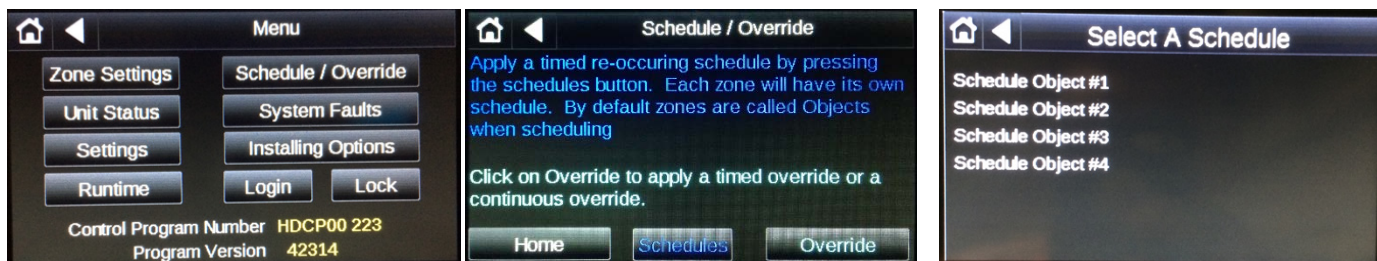 Menu
Zone Settings
Schedule / Override
Unit Status
System Faults
Settings
Installing Options
Runtime
Login
Lock
Control Program Number HDCP00 223
Program Version 42314
Schedule / Override
Apply a timed re-occuring schedule by pressing
the schedules button. Each zone will have its own
schedule. By default zones are called Objects
when scheduling
Click on Override to apply a timed override or a
continuous override.
Home
Schedules
Override
Select A Schedule
Schedule Object #1
Schedule Object #2
Schedule Object #3
Schedule Object #4